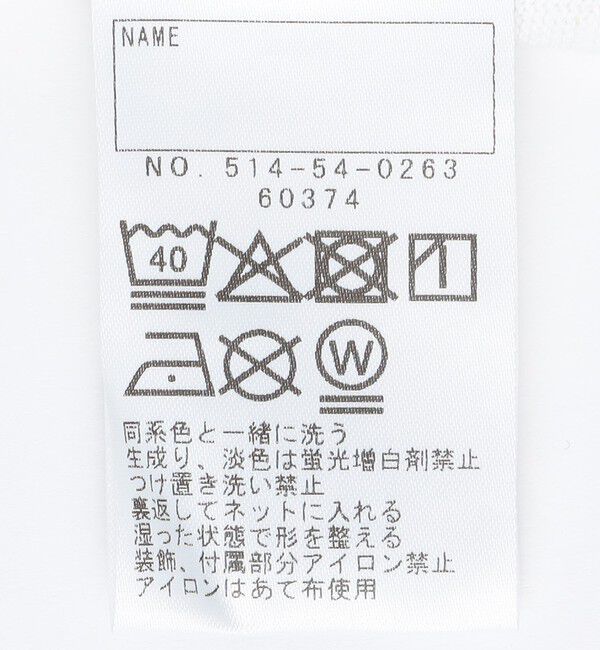 NAME
NO. 514-54-0263
60374
40
W
同系色と一緒に洗う
生成り、淡色は蛍光増白剤禁止
つけ置き洗い禁止
裏返してネットに入れる
湿った状態で形を整える
装飾、付属部分アイロン禁止
アイロンはあて布使用